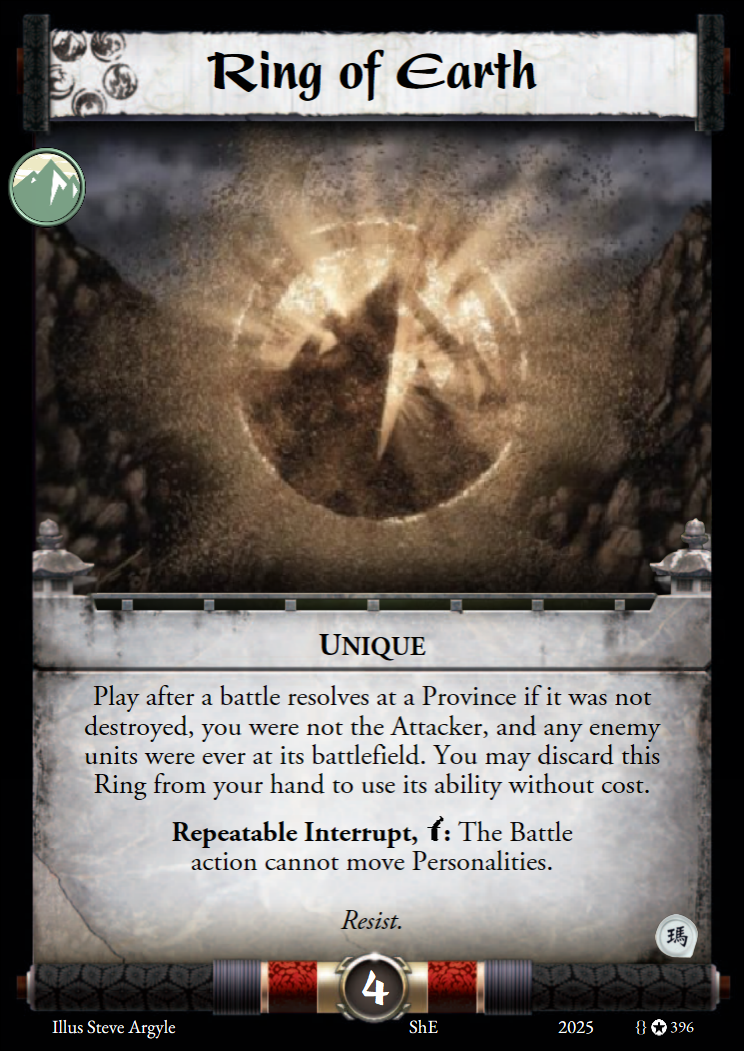 Ring of Earth
UNIQUE
Play after a battle resolves at a Province if it was not
destroyed, you were not the Attacker, and any enemy
units were ever at its battlefield. You may discard this
Ring from your hand to use its ability without cost.
Repeatable Interrupt, : The Battle
action cannot move Personalities.
Resist.
瑪
4
Illus Steve Argyle ShE 2025 {} ✪ 396